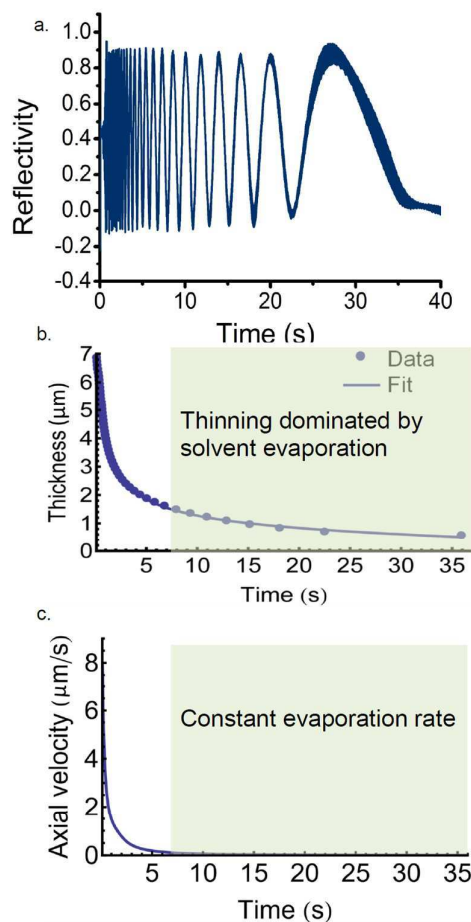 a.
1.0
0.8
0.6
0.4
0.2
0.0
-0.2
-0.4
Reflectivity
0 10 20 30 40
Time (s)
b.
7
6
5
4
3
2
1
0
Thickness (μm)
Data
Fit
Thinning dominated by
solvent evaporation
5 10 15 20 25 30 35
Time (s)
c.
8
6
4
2
0
Axial velocity (μm/s)
Constant evaporation rate
0 5 10 15 20 25 30 35
Time (s)